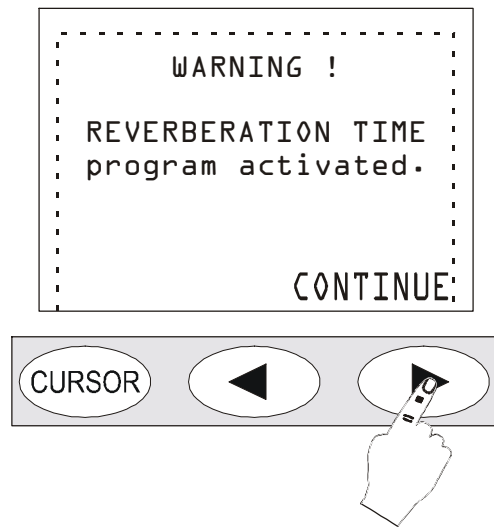 WARNING !
REVERBERATION TIME
program activated.
CONTINUE
CURSOR